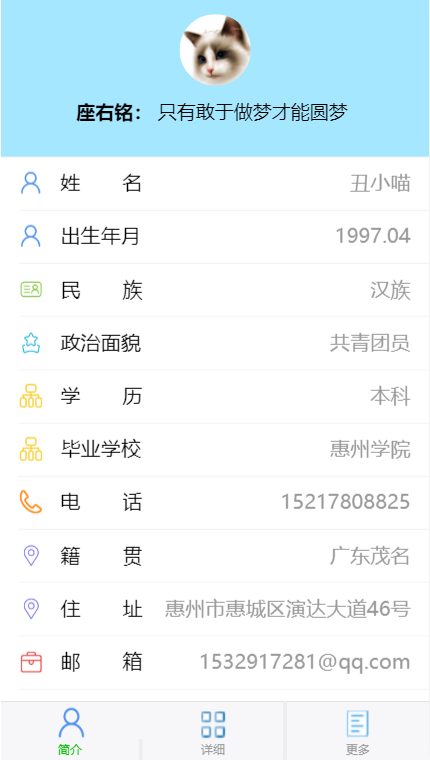 座右铭： 只有敢于做梦才能圆梦
姓 名 丑小喵
出生年月 1997.04
民 族 汉族
政治面貌 共青团员
学 历 本科
毕业学校 惠州学院
电 话 15217808825
籍 贯 广东茂名
住 址 惠州市惠城区演达大道46号
邮 箱 1532917281@qq.com
简介 详细 更多